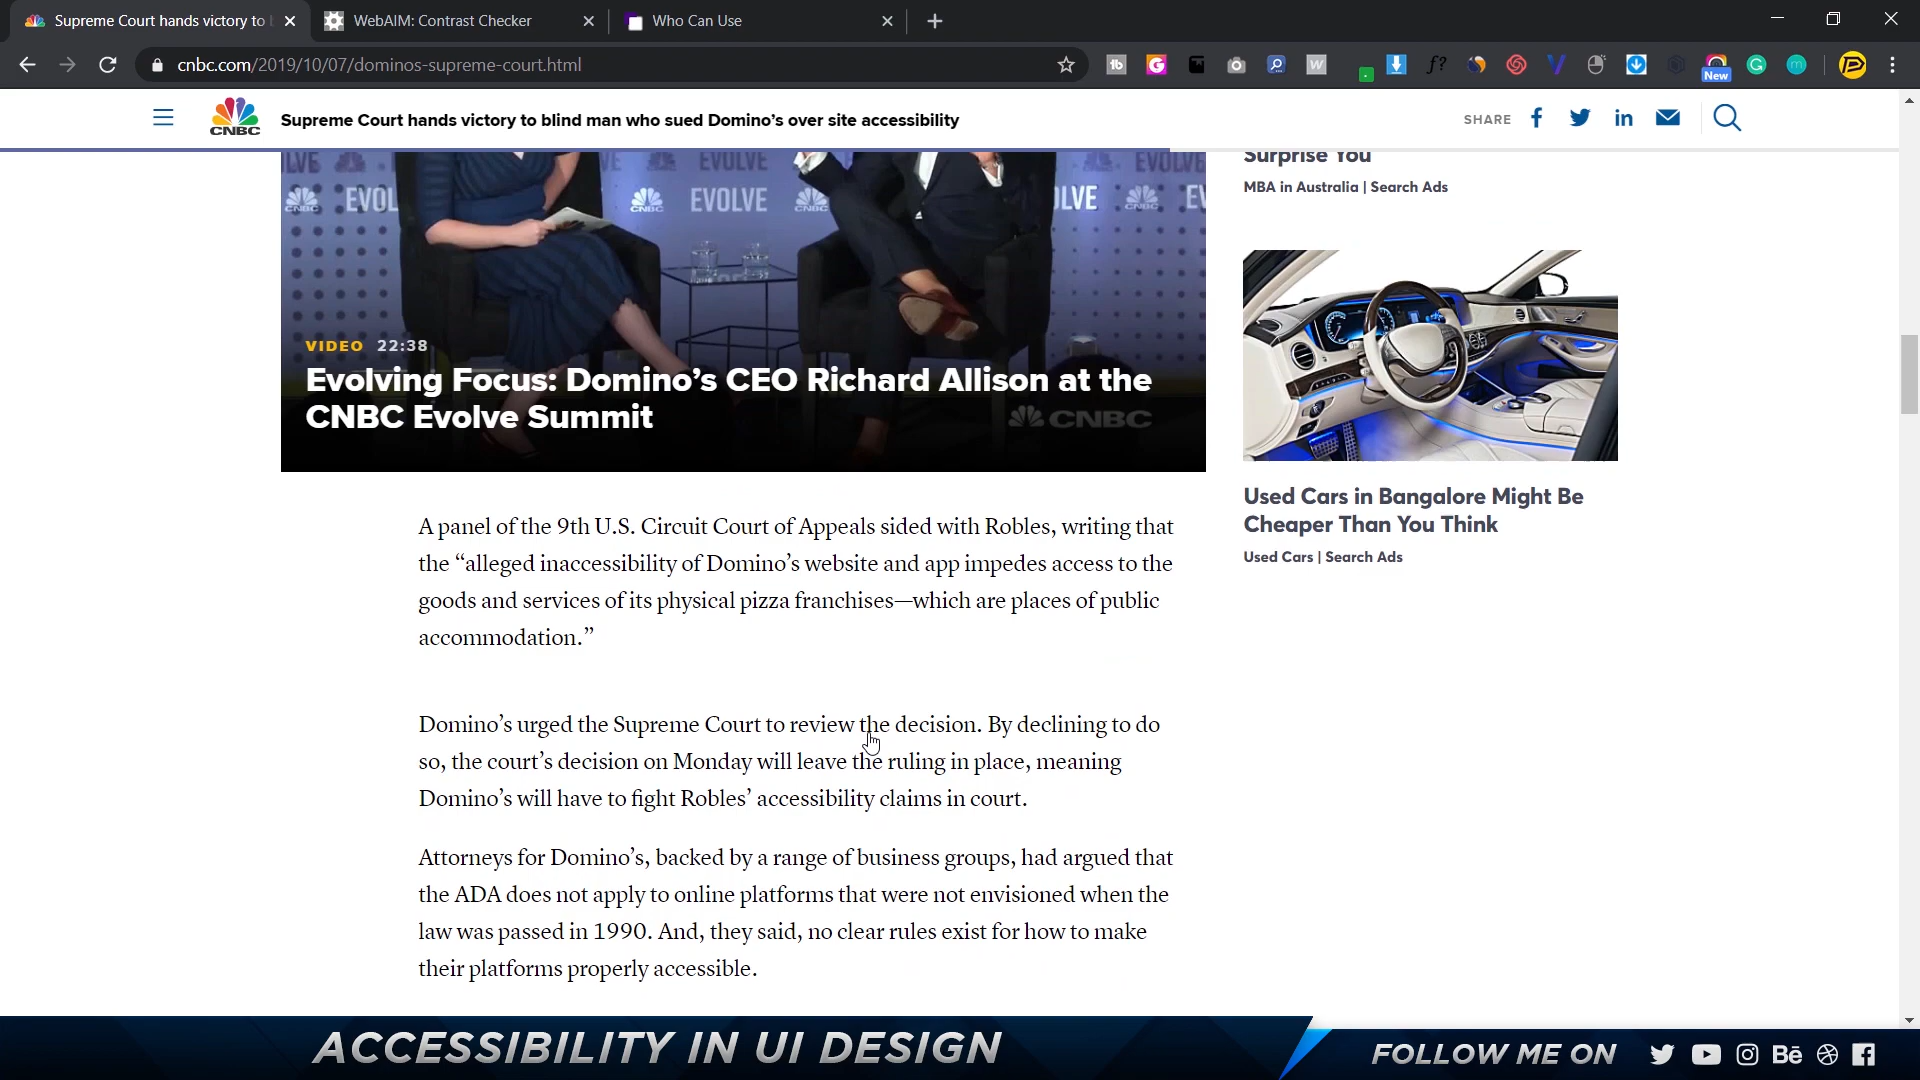 Supreme Court hands victory to
WebAIM: Contrast Checker
Who Can Use
cnbc.com/2019/10/07/dominos-supreme-court.html
New
CNBC
Supreme Court hands victory to blind man who sued Domino’s over site accessibility
SHARE
Surprise You
MBA in Australia | Search Ads
EVOLVE
EVOLVE
VIDEO 22:38
Evolving Focus: Domino’s CEO Richard Allison at the
CNBC Evolve Summit
CNBC
A panel of the 9th U.S. Circuit Court of Appeals sided with Robles, writing that
the “alleged inaccessibility of Domino’s website and app impedes access to the
goods and services of its physical pizza franchises—which are places of public
accommodation.”
Used Cars in Bangalore Might Be
Cheaper Than You Think
Used Cars | Search Ads
Domino’s urged the Supreme Court to review the decision. By declining to do
so, the court’s decision on Monday will leave the ruling in place, meaning
Domino’s will have to fight Robles’ accessibility claims in court.
Attorneys for Domino’s, backed by a range of business groups, had argued that
the ADA does not apply to online platforms that were not envisioned when the
law was passed in 1990. And, they said, no clear rules exist for how to make
their platforms properly accessible.
ACCESSIBILITY IN UI DESIGN
FOLLOW ME ON